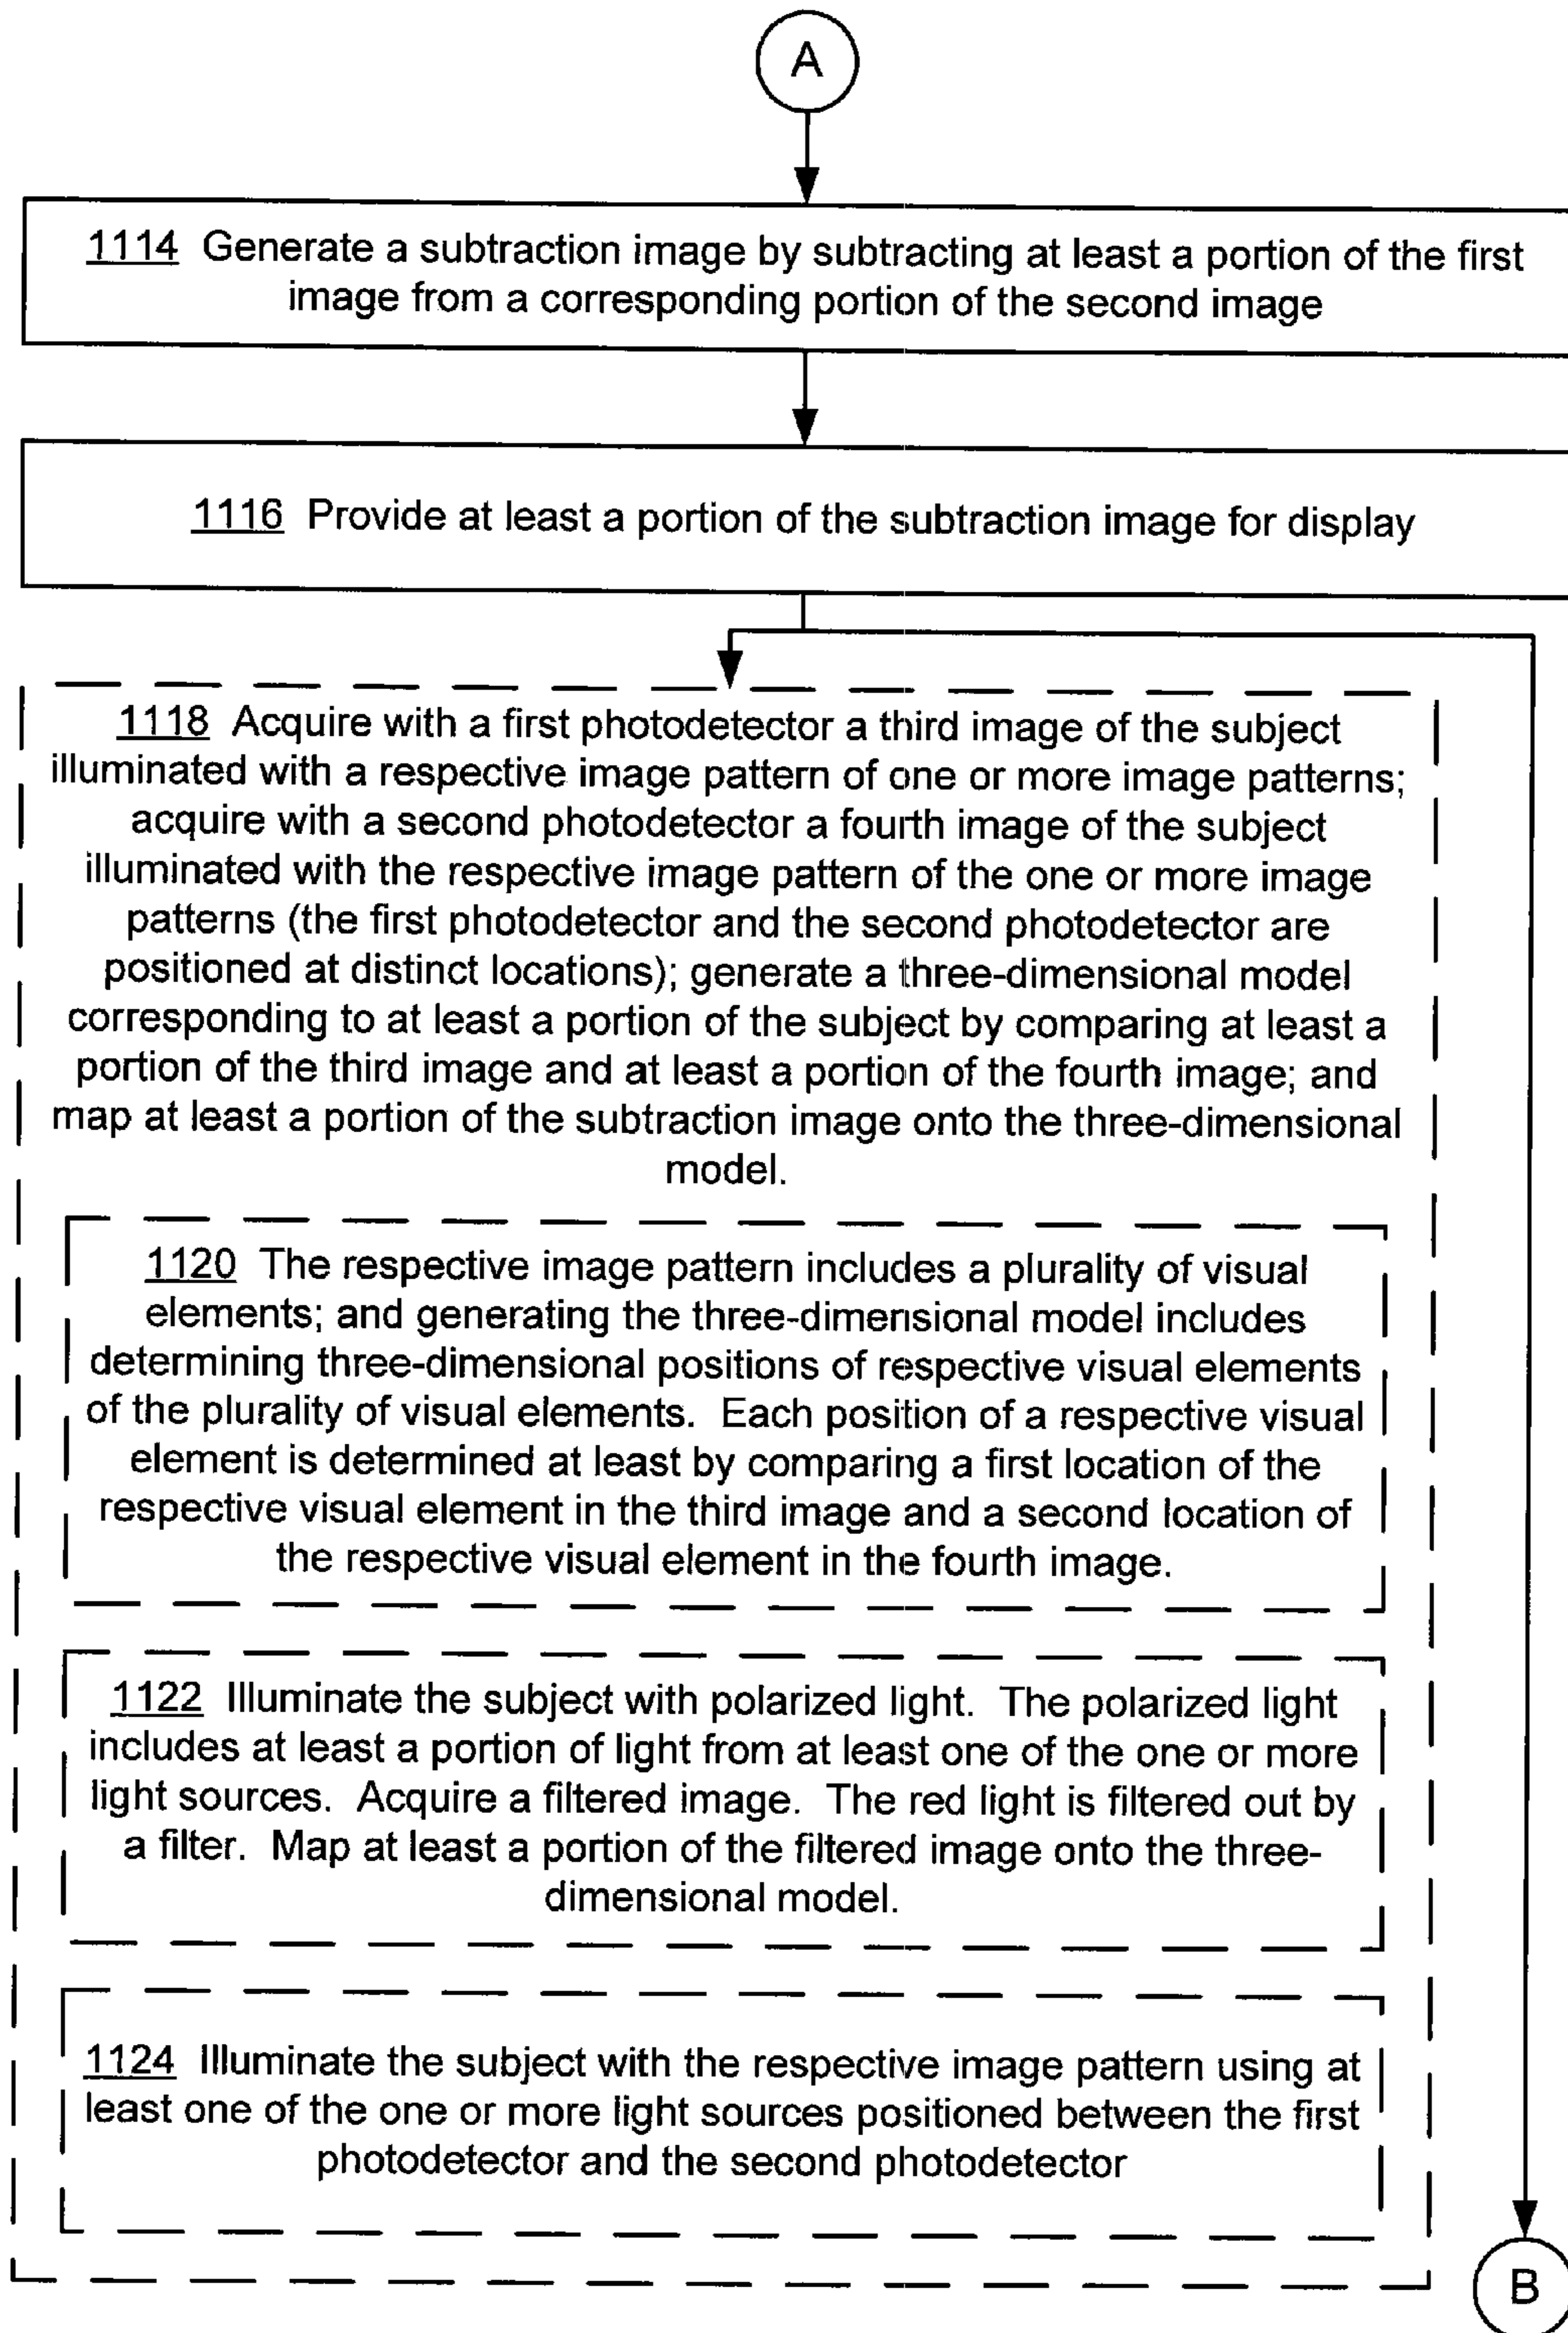 A
1114 Generate a subtraction image by subtracting at least a portion of the first
image from a corresponding portion of the second image
1116 Provide at least a portion of the subtraction image for display
1118 Acquire with a first photodetector a third image of the subject
illuminated with a respective image pattern of one or more image patterns;
acquire with a second photodetector a fourth image of the subject
illuminated with the respective image pattern of the one or more image
patterns (the first photodetector and the second photodetector are
positioned at distinct locations); generate a three-dimensional model
corresponding to at least a portion of the subject by comparing at least a
portion of the third image and at least a portion of the fourth image; and
map at least a portion of the subtraction image onto the three-dimensional
model.
1120 The respective image pattern includes a plurality of visual
elements; and generating the three-dimensional model includes
determining three-dimensional positions of respective visual elements
of the plurality of visual elements. Each position of a respective visual
element is determined at least by comparing a first location of the
respective visual element in the third image and a second location of
the respective visual element in the fourth image.
1122 Illuminate the subject with polarized light. The polarized light
includes at least a portion of light from at least one of the one or more
light sources. Acquire a filtered image. The red light is filtered out by
a filter. Map at least a portion of the filtered image onto the three-
dimensional model.
1124 Illuminate the subject with the respective image pattern using at
least one of the one or more light sources positioned between the first
photodetector and the second photodetector
B